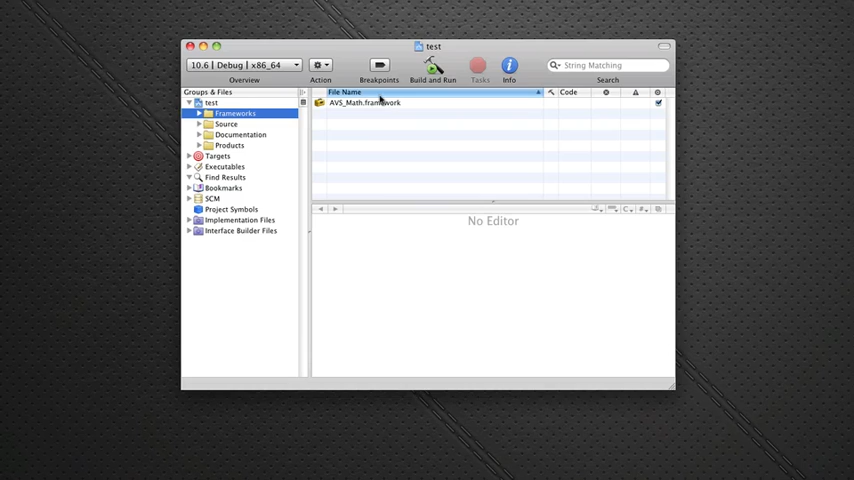 test
10.6 | Debug | x86_64
Overview
Action
Breakpoints
Build and Run
Tasks
Info
String Matching
Search
Groups & Files
File Name
Code
test
AVS_Math.framework
Frameworks
Source
Documentation
Products
Targets
Executables
Find Results
Bookmarks
SCM
Project Symbols
Implementation Files
Interface Builder Files
No Editor